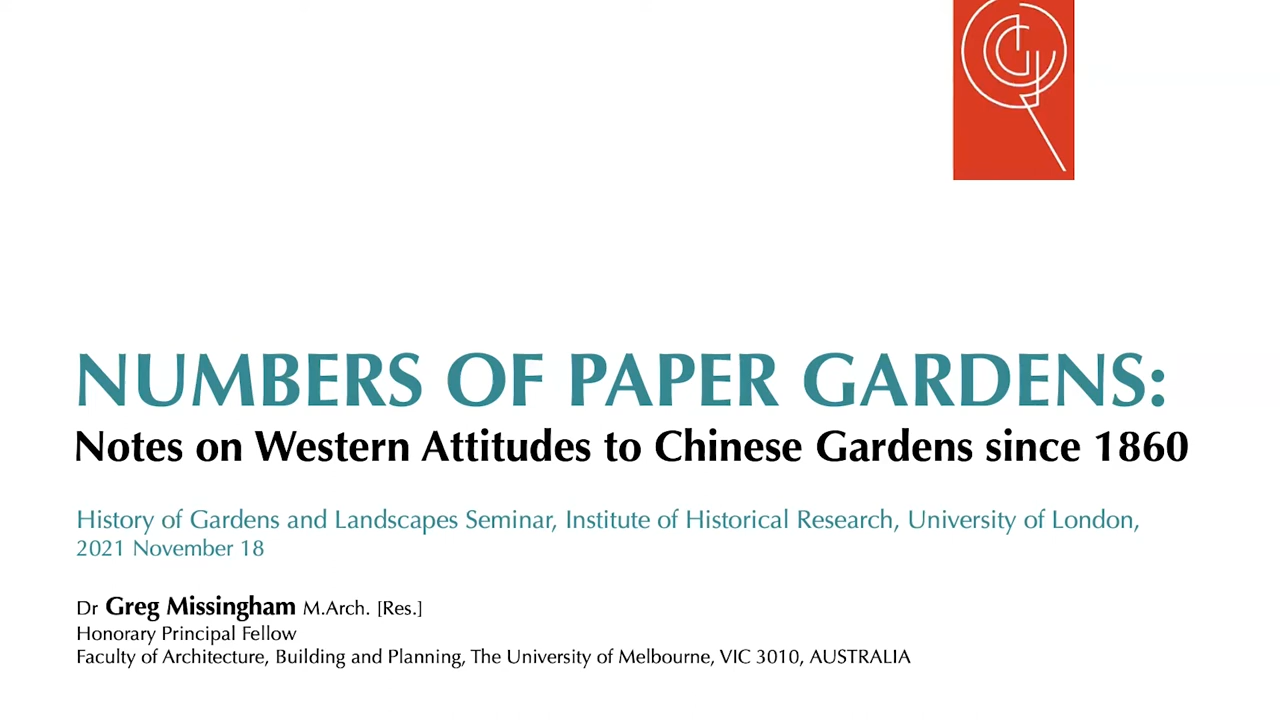 NUMBERS OF PAPER GARDENS:
Notes on Western Attitudes to Chinese Gardens since 1860
History of Gardens and Landscapes Seminar, Institute of Historical Research, University of London,
2021 November 18
Dr Greg Missingham M.Arch. [Res.]
Honorary Principal Fellow
Faculty of Architecture, Building and Planning, The University of Melbourne, VIC 3010, AUSTRALIA